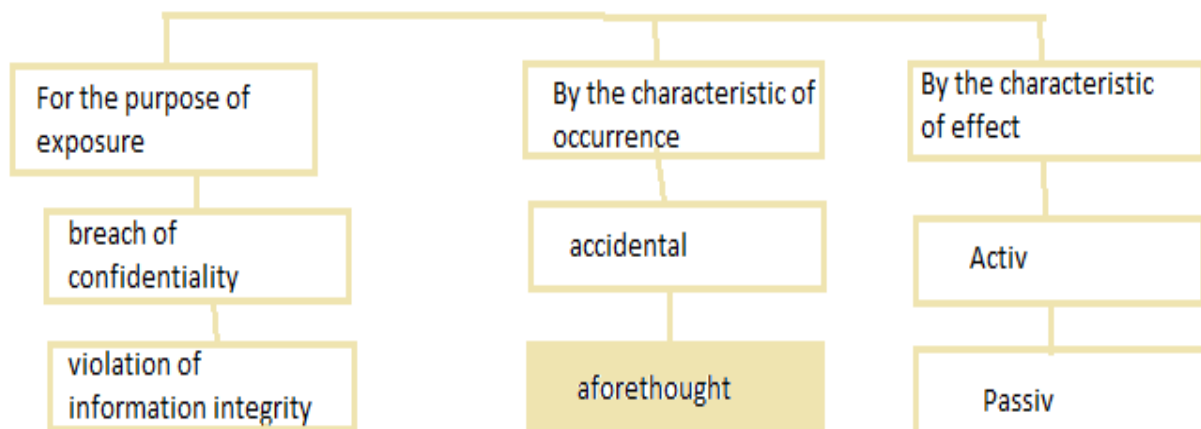 For the purpose of
exposure
breach of
confidentiality
violation of
information integrity
By the characteristic of
occurrence
accidental
aforethought
By the characteristic
of effect
Activ
Passiv